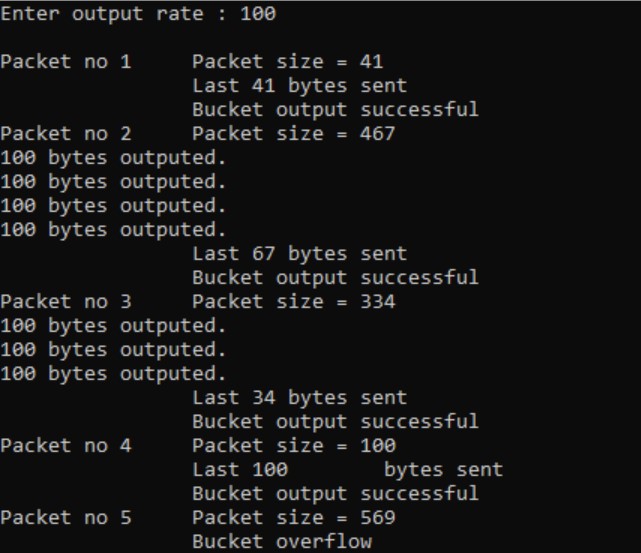 Enter output rate : 100
Packet no 1     Packet size = 41
                Last 41 bytes sent
                Bucket output successful
Packet no 2     Packet size = 467
100 bytes outputed.
100 bytes outputed.
100 bytes outputed.
100 bytes outputed.
                Last 67 bytes sent
                Bucket output successful
Packet no 3     Packet size = 334
100 bytes outputed.
100 bytes outputed.
100 bytes outputed.
                Last 34 bytes sent
                Bucket output successful
Packet no 4     Packet size = 100
                Last 100        bytes sent
                Bucket output successful
Packet no 5     Packet size = 569
                Bucket overflow